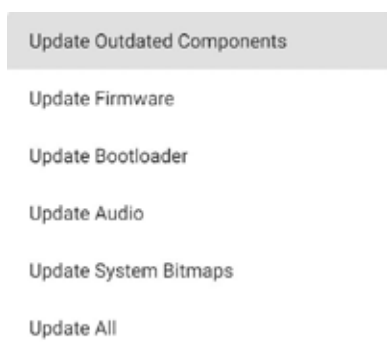 Update Outdated Components
Update Firmware
Update Bootloader
Update Audio
Update System Bitmaps
Update All